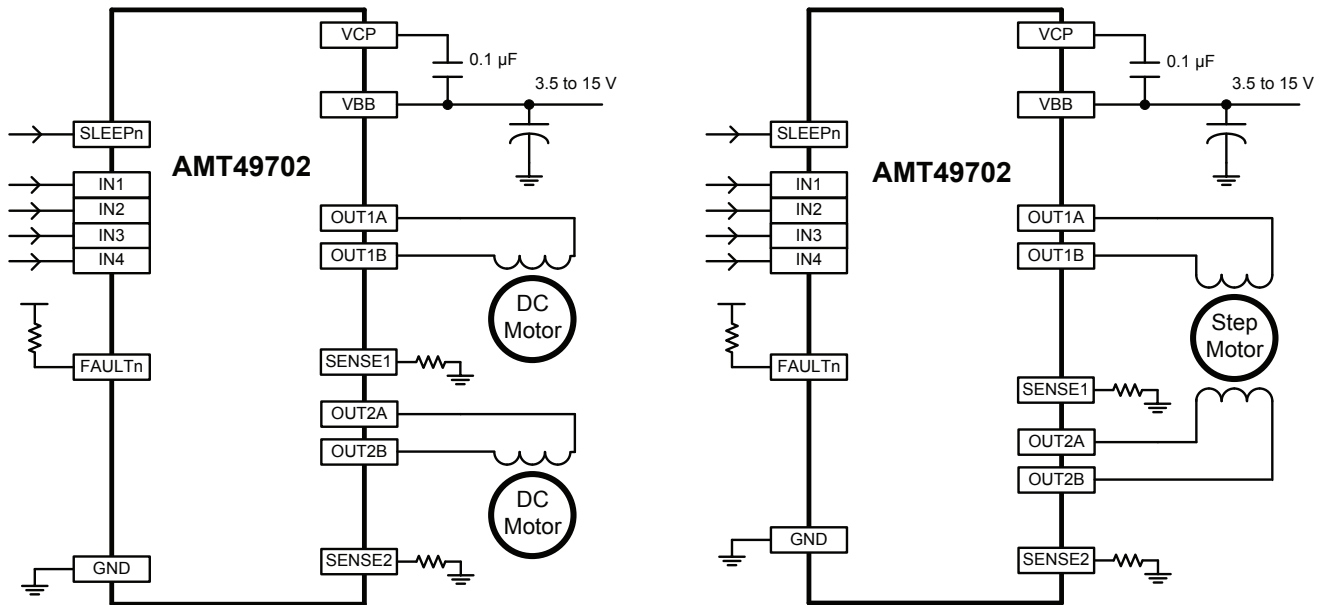 VCP
0.1 µF
3.5 to 15 V
VBB
SLEEPn
AMT49702
IN1
IN2
IN3
IN4
OUT1A
OUT1B
DC
Motor
FAULTn
SENSE1
OUT2A
OUT2B
DC
Motor
GND
SENSE2
VCP
0.1 µF
3.5 to 15 V
VBB
SLEEPn
AMT49702
IN1
IN2
IN3
IN4
OUT1A
OUT1B
Step
Motor
FAULTn
SENSE1
OUT2A
OUT2B
GND
SENSE2